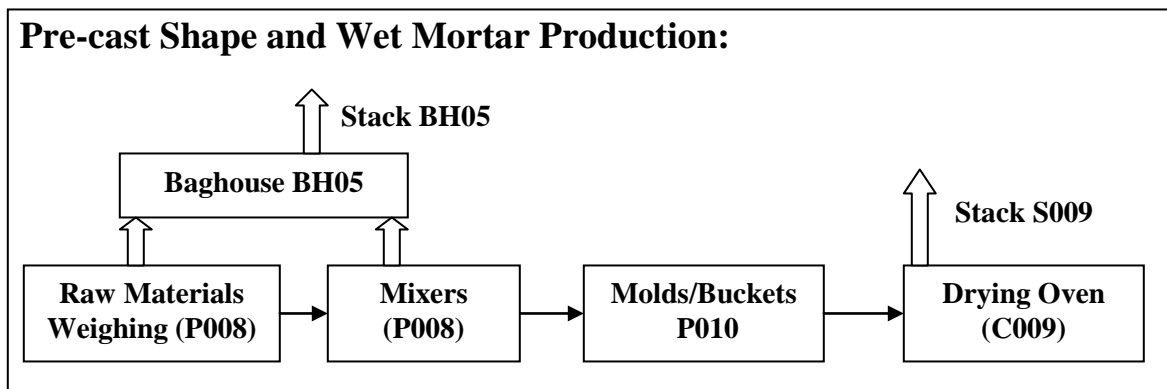 Pre-cast Shape and Wet Mortar Production:
Stack BH05
Baghouse BH05
Stack S009
Raw Materials
Weighing (P008)
Mixers
(P008)
Molds/Buckets
P010
Drying Oven
(C009)